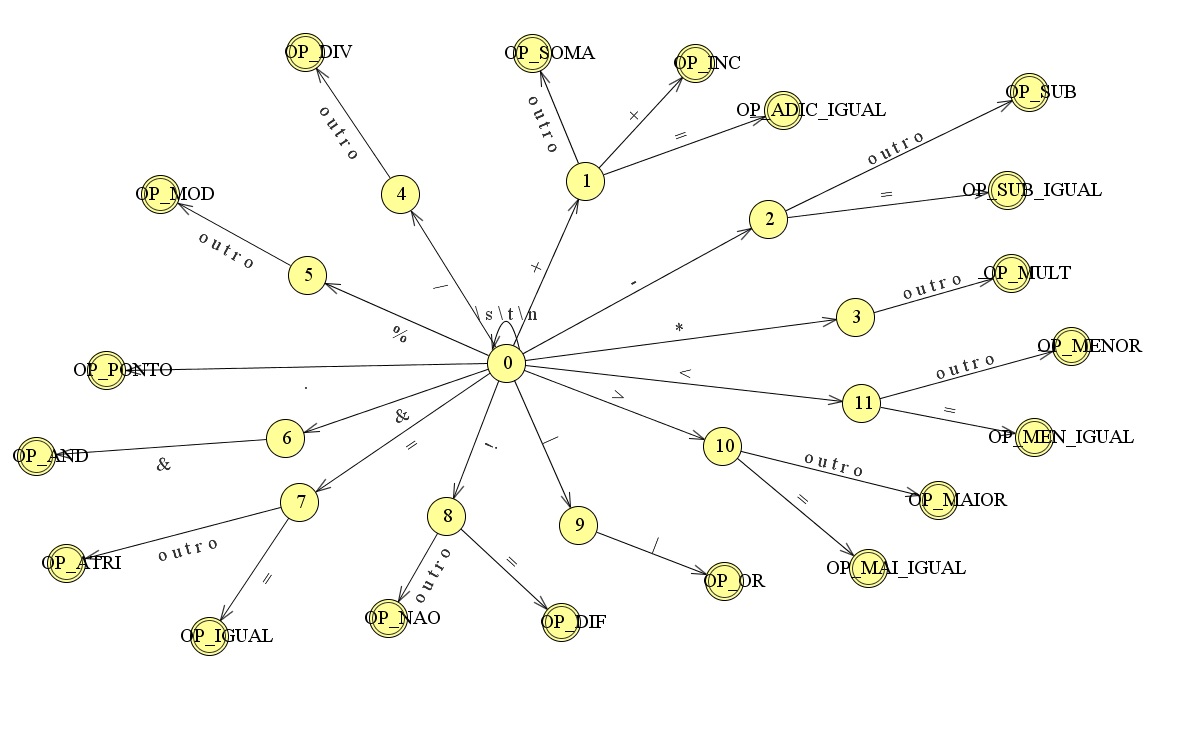 OP_DIV
OP_SOMA
OP_INC
OP_ADIC_IGUAL
OP_SUB
outro
outro
+
=
outro
OP_MOD
4
1
OP_SUB_IGUAL
=
2
outro
5
+
-
OP_MULT
outro
/
\s\t\n
3
%
*
OP_MENOR
outro
OP_PONTO
0
.
<
>
11
=
OP_MEN_IGUAL
&
6
=
OP_AND
&
!
|
10
outro
=
OP_MAIOR
7
8
9
outro
OP_ATRI
=
outro
=
|
OP_OR
OP_MAI_IGUAL
OP_IGUAL
OP_NAO
OP_DIF